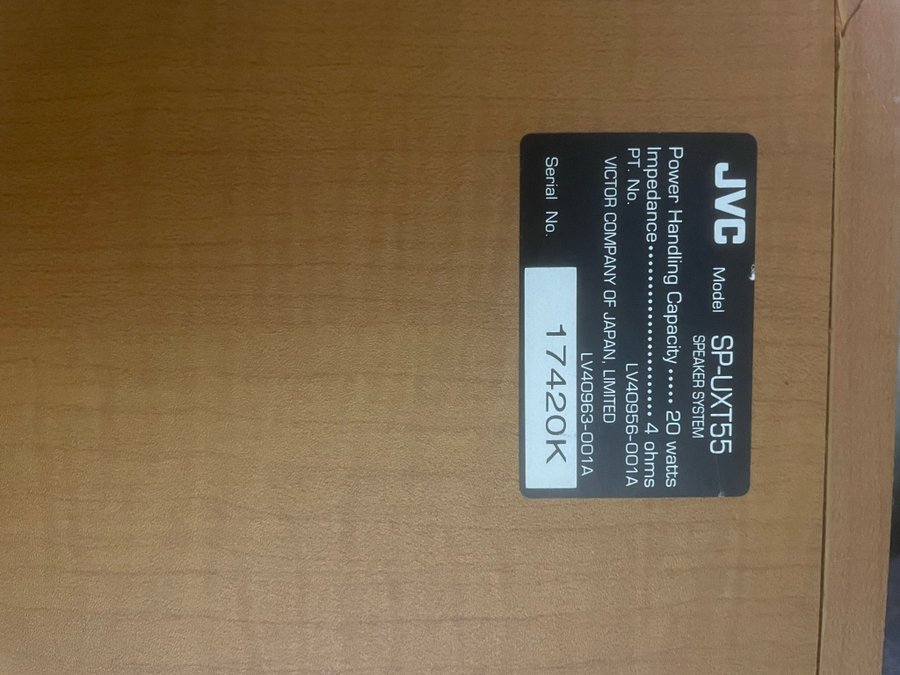 JVC Model SP-UXT55
SPEAKER SYSTEM
Power Handling Capacity ..... 20 watts
Impedance .................... 4 ohms
PT. No. LV40956-001A
VICTOR COMPANY OF JAPAN, LIMITED
LV40963-001A
Serial No. 17420K